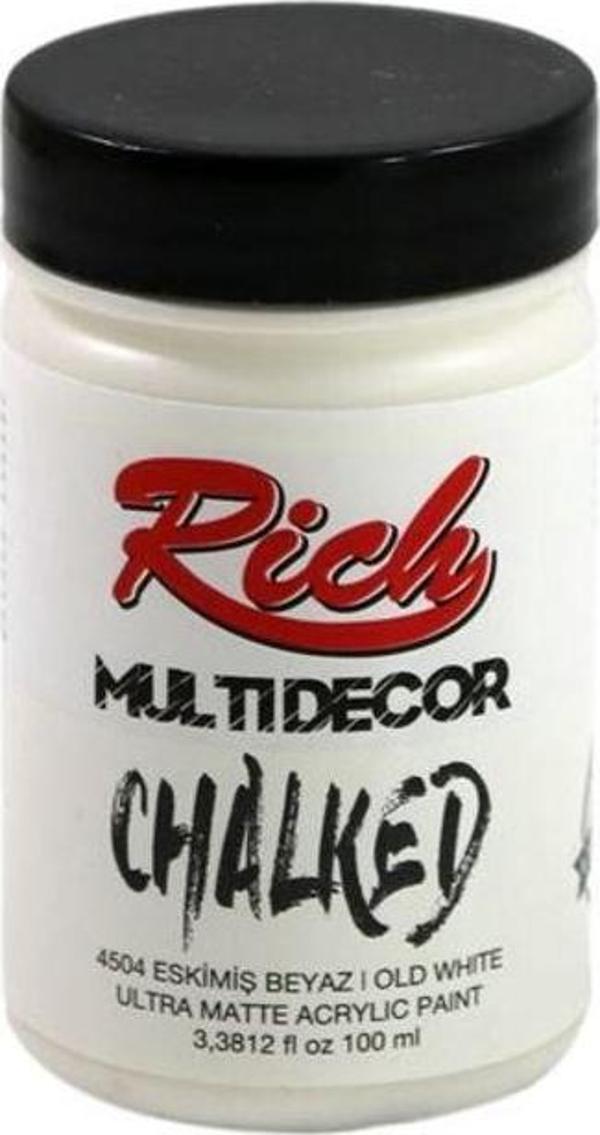 Rich
MULTIDECOR
CHALKED
4504 ESKİMİŞ BEYAZ | OLD WHITE
ULTRA MATTE ACRYLIC PAINT
3,3812 fl oz 100 ml